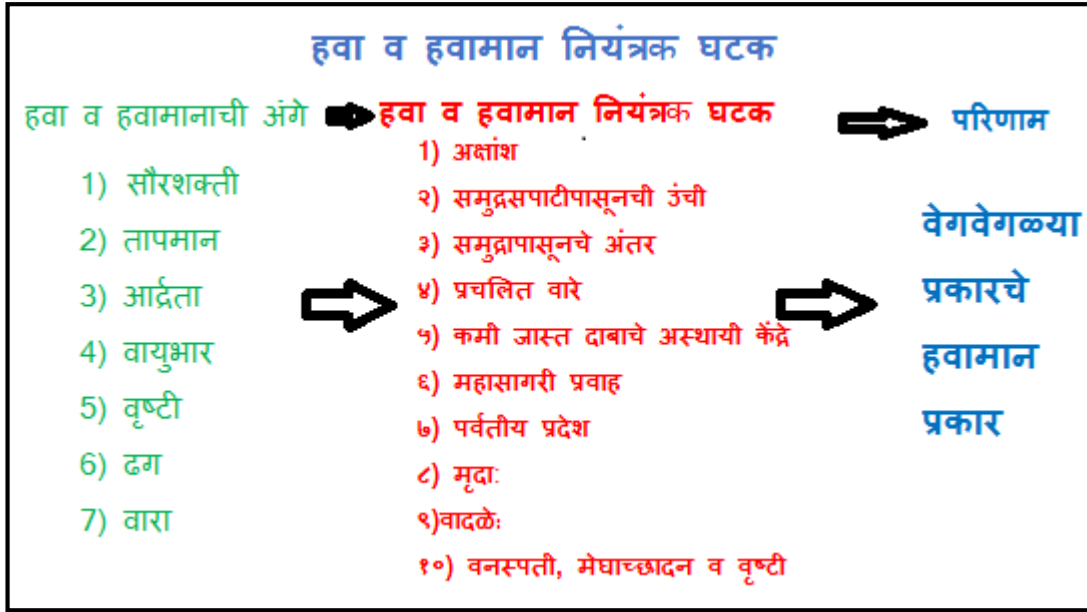 हवा व हवामान नियंत्रक घटक
हवा व हवामानाची अंगे
1) सौरशक्ती
2) तापमान
3) आर्द्रता
4) वायुभार
5) वृष्टी
6) ढग
7) वारा
हवा व हवामान नियंत्रक घटक
1) अक्षांश
२) समुद्रसपाटीपासूनची उंची
३) समुद्रापासूनचे अंतर
४) प्रचलित वारे
५) कमी जास्त दाबाचे अस्थायी केंद्रे
६) महासागरी प्रवाह
७) पर्वतीय प्रदेश
८) मृदा:
९)वादळे:
१०) वनस्पती, मेघाच्छादन व वृष्टी
परिणाम
वेगवेगळ्या
प्रकारचे
हवामान
प्रकार